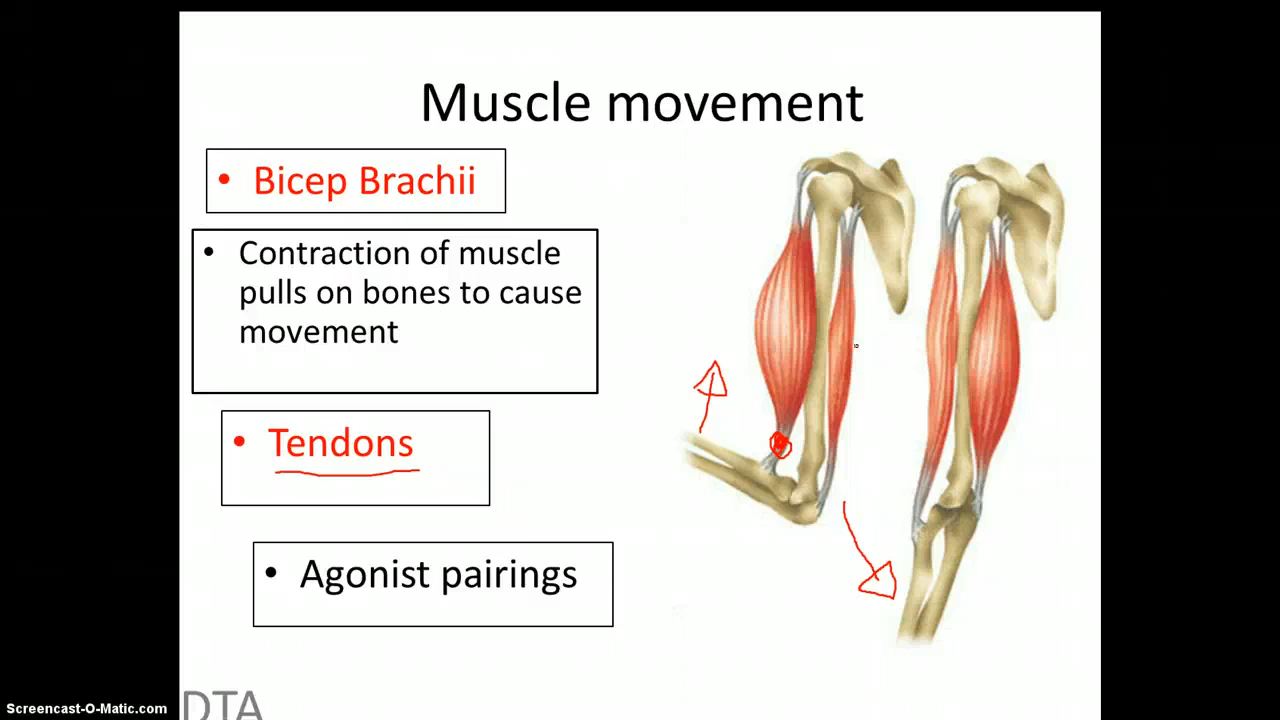 Muscle movement
• Bicep Brachii
• Contraction of muscle
pulls on bones to cause
movement
• Tendons
• Agonist pairings
DTA
Screencast-O-Matic.com